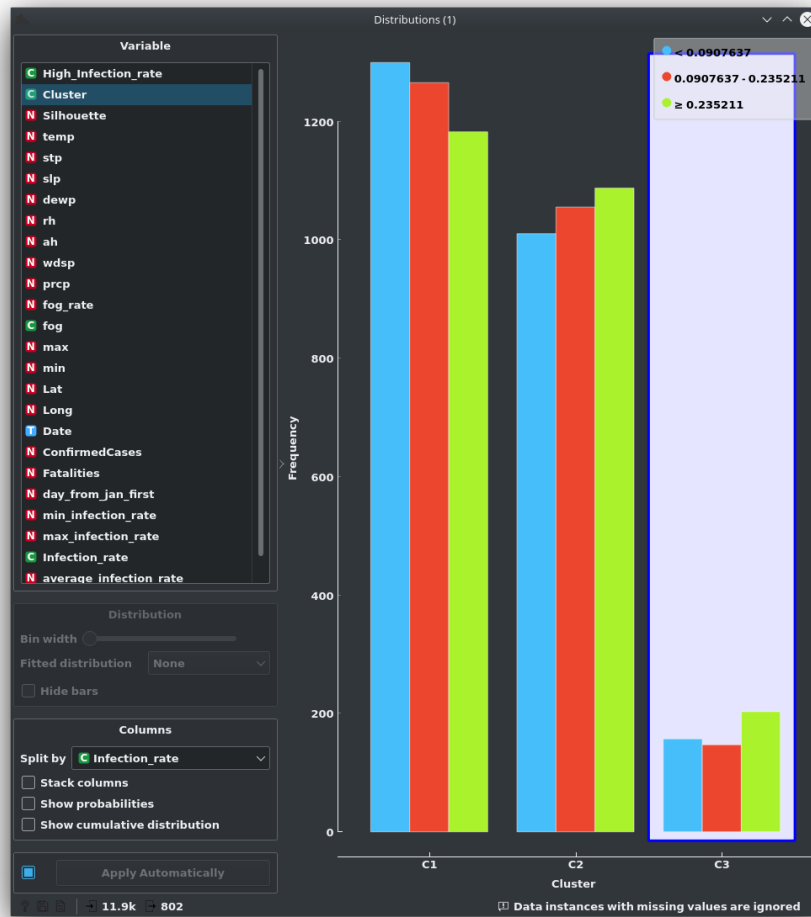 Distributions (1)
Variable
C High_Infection_rate
C Cluster
N Silhouette
N temp
N stp
N slp
N dewp
N rh
N ah
N wdsp
N prcp
N fog_rate
C fog
N max
N min
N Lat
N Long
T Date
N ConfirmedCases
N Fatalities
N day_from_jan_first
N min_infection_rate
N max_infection_rate
C Infection_rate
N average_infection_rate
Distribution
Bin width
Fitted distribution None
Hide bars
Columns
Split by C Infection_rate
Stack columns
Show probabilities
Show cumulative distribution
Apply Automatically
11.9k 802
< 0.0907637
0.0907637 - 0.235211
≥ 0.235211
1200
1000
800
600
400
200
0
Frequency
C1 C2 C3
Cluster
Data instances with missing values are ignored